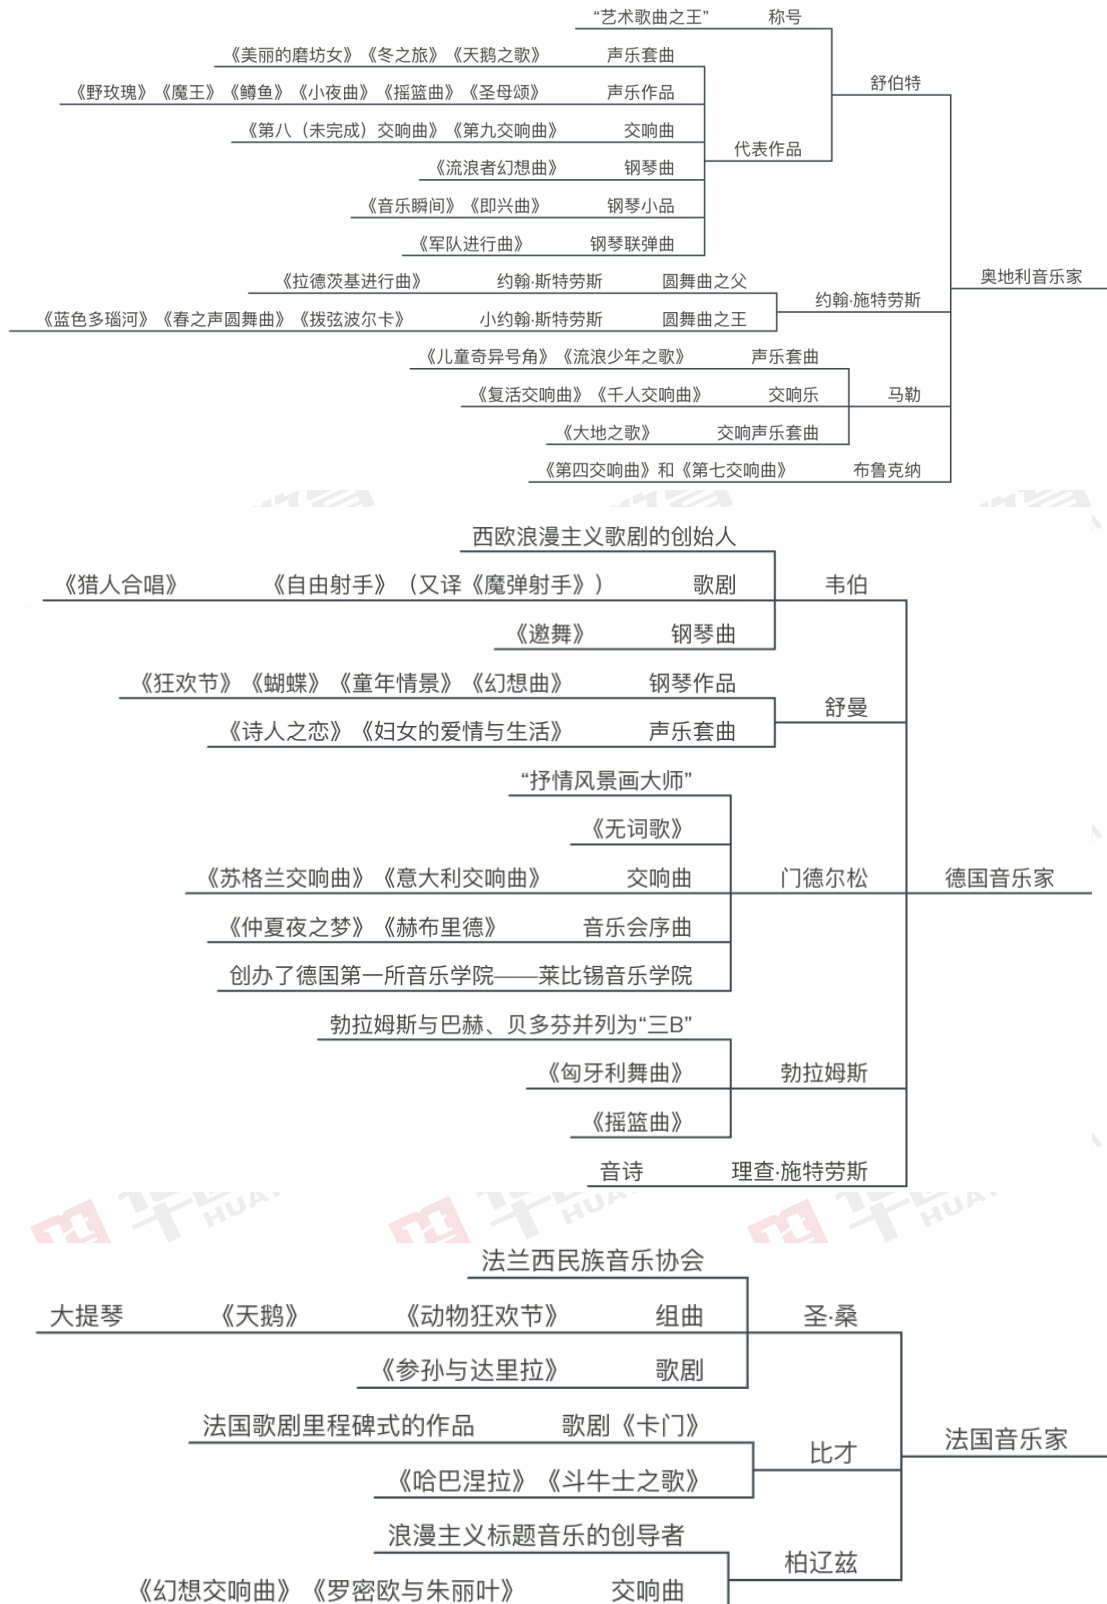 “艺术歌曲之王” 称号
《美丽的磨坊女》《冬之旅》《天鹅之歌》 声乐套曲
舒伯特
《野玫瑰》《魔王》《鳟鱼》《小夜曲》《摇篮曲》《圣母颂》 声乐作品
《第八（未完成）交响曲》《第九交响曲》 交响曲
代表作品
《流浪者幻想曲》 钢琴曲
《音乐瞬间》《即兴曲》 钢琴小品
《军队进行曲》 钢琴联弹曲
奥地利音乐家
《拉德茨基进行曲》 约翰·斯特劳斯 圆舞曲之父
约翰·施特劳斯
《蓝色多瑙河》《春之声圆舞曲》《拨弦波尔卡》 小约翰·斯特劳斯 圆舞曲之王
《儿童奇异号角》《流浪少年之歌》 声乐套曲
《复活交响曲》《千人交响曲》 交响乐 马勒
《大地之歌》 交响声乐套曲
《第四交响曲》和《第七交响曲》 布鲁克纳
西欧浪漫主义歌剧的创始人
《猎人合唱》 《自由射手》（又译《魔弹射手》） 歌剧 韦伯
《邀舞》 钢琴曲
《狂欢节》《蝴蝶》《童年情景》《幻想曲》 钢琴作品
舒曼
《诗人之恋》《妇女的爱情与生活》 声乐套曲
“抒情风景画大师”
《无词歌》
《苏格兰交响曲》《意大利交响曲》 交响曲 门德尔松 德国音乐家
《仲夏夜之梦》《赫布里德》 音乐会序曲
创办了德国第一所音乐学院——莱比锡音乐学院
勃拉姆斯与巴赫、贝多芬并列为“三B”
《匈牙利舞曲》 勃拉姆斯
《摇篮曲》
音诗 理查·施特劳斯
法兰西民族音乐协会
大提琴 《天鹅》 《动物狂欢节》 组曲 圣·桑
《参孙与达里拉》 歌剧
法国歌剧里程碑式的作品 歌剧《卡门》
法国音乐家
比才
《哈巴涅拉》《斗牛士之歌》
浪漫主义标题音乐的创导者
柏辽兹
《幻想交响曲》《罗密欧与朱丽叶》 交响曲